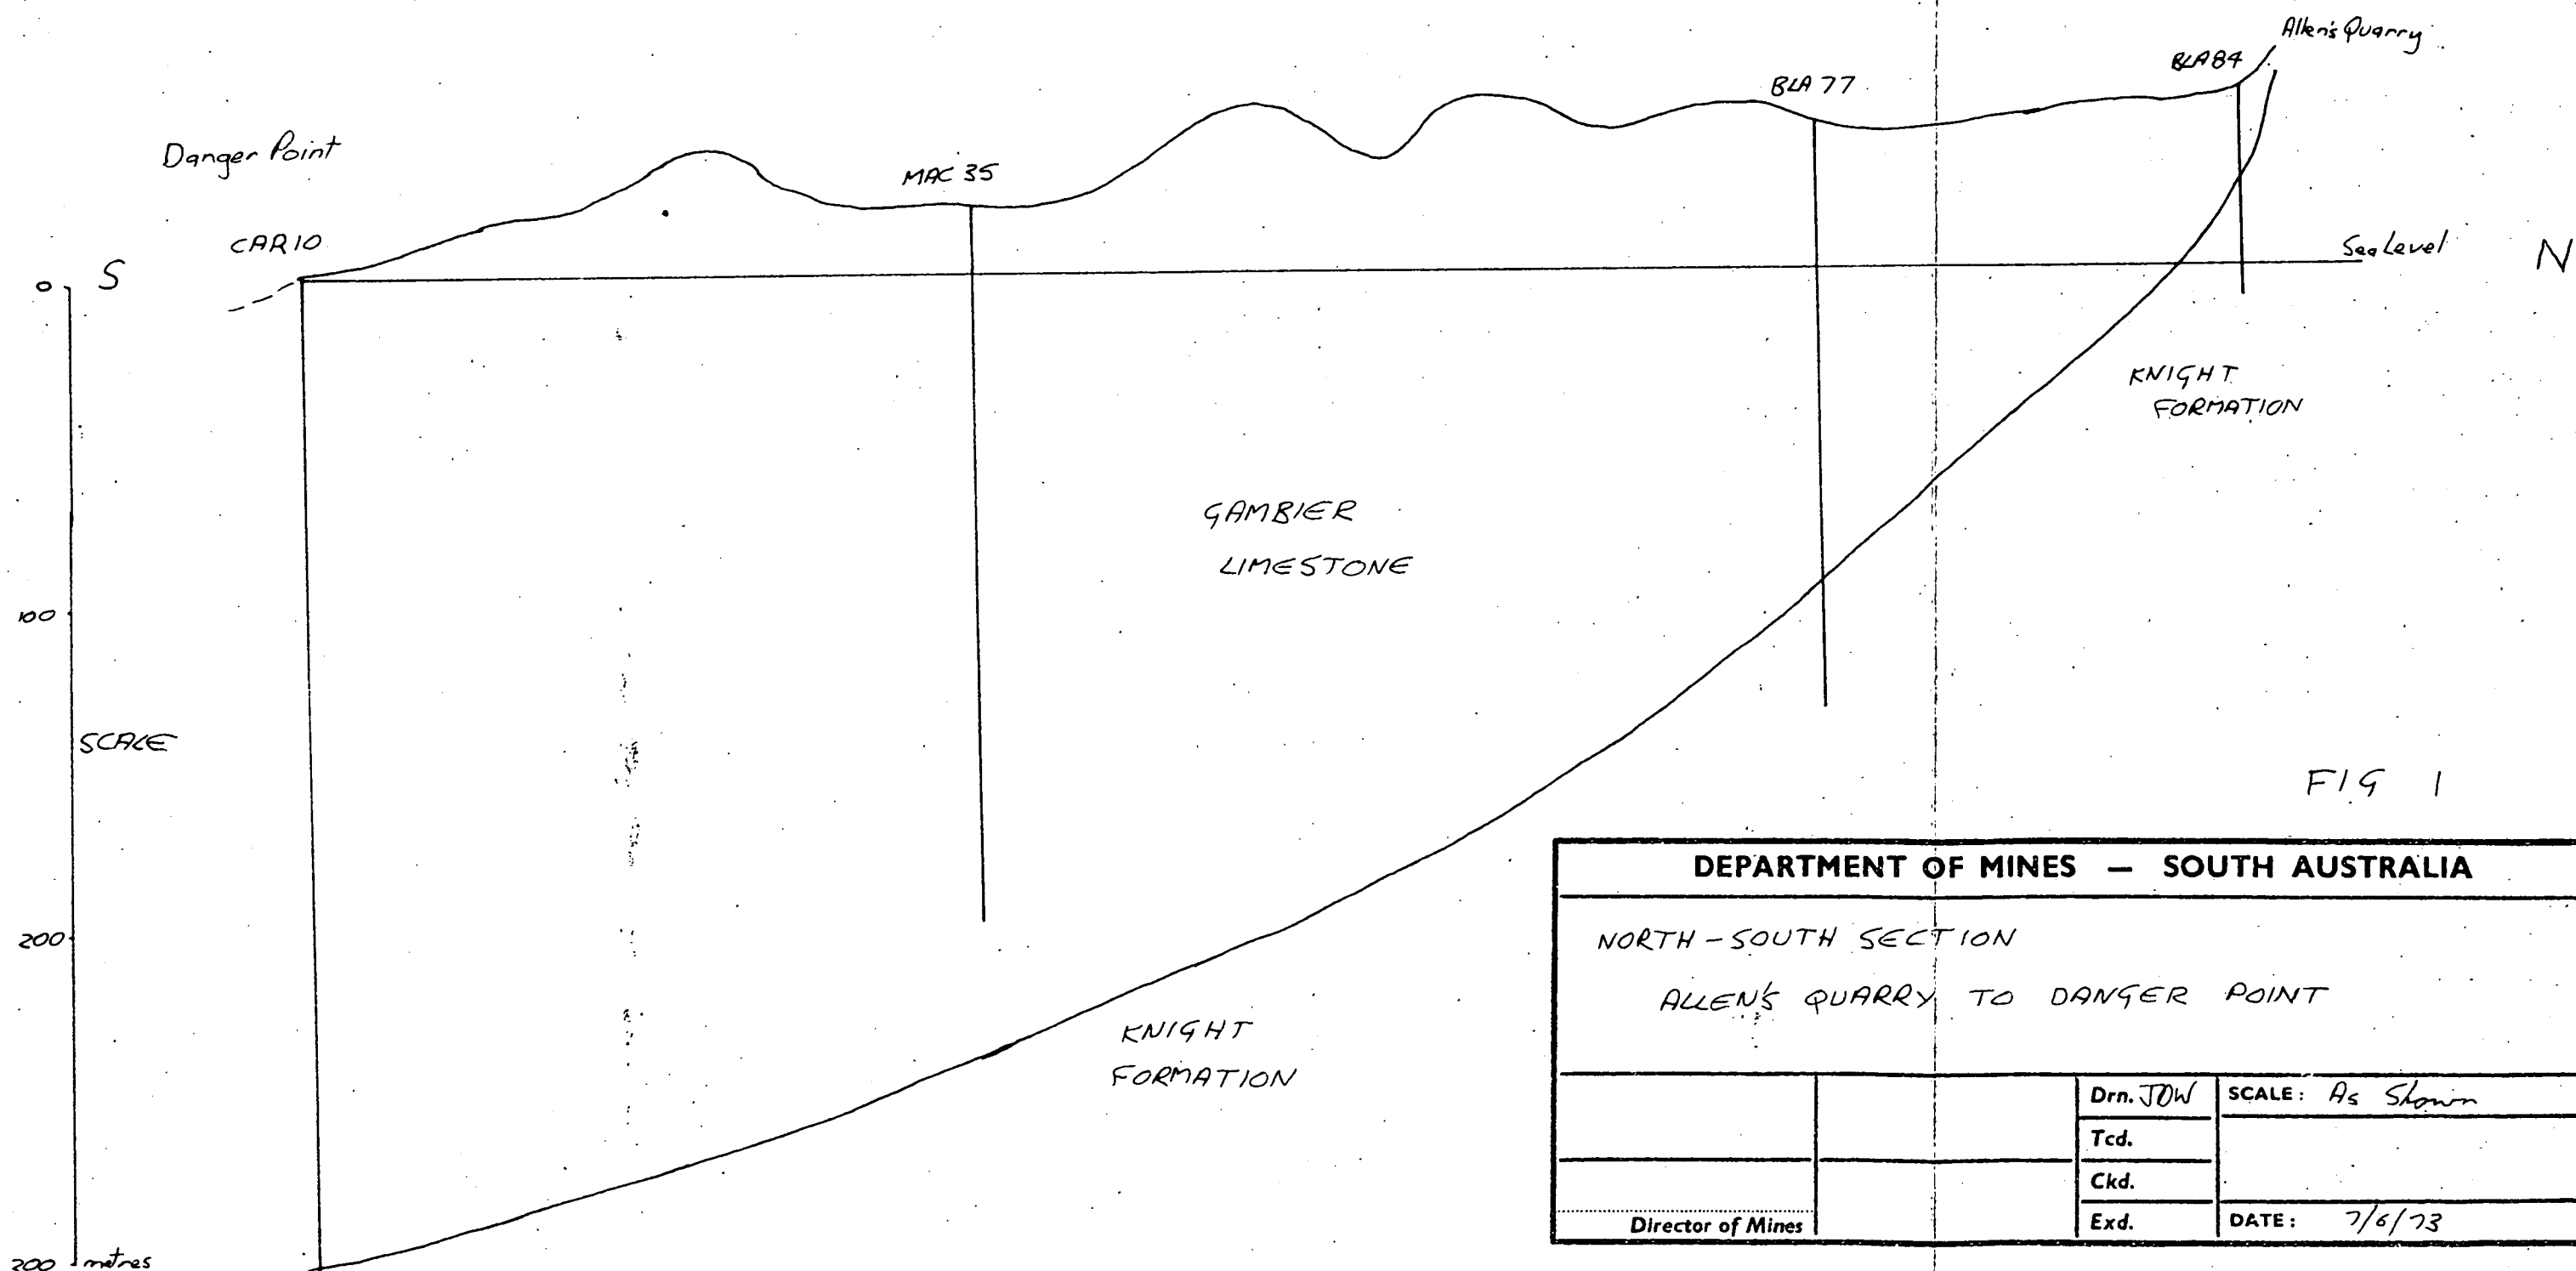 Allen's Quarry
BLA84
BLA 77
Danger Point
MAC 35
CAR10
Sea Level
S
N
0
KNIGHT
FORMATION
GAMBIER
LIMESTONE
100
SCALE
FIG 1
DEPARTMENT OF MINES — SOUTH AUSTRALIA
200
NORTH-SOUTH SECTION
ALLEN'S QUARRY TO DANGER POINT
KNIGHT
FORMATION
Drn. JDW
SCALE: As Shown
Tcd.
Ckd.
Director of Mines
Exd.
DATE: 7/6/73
300 metres